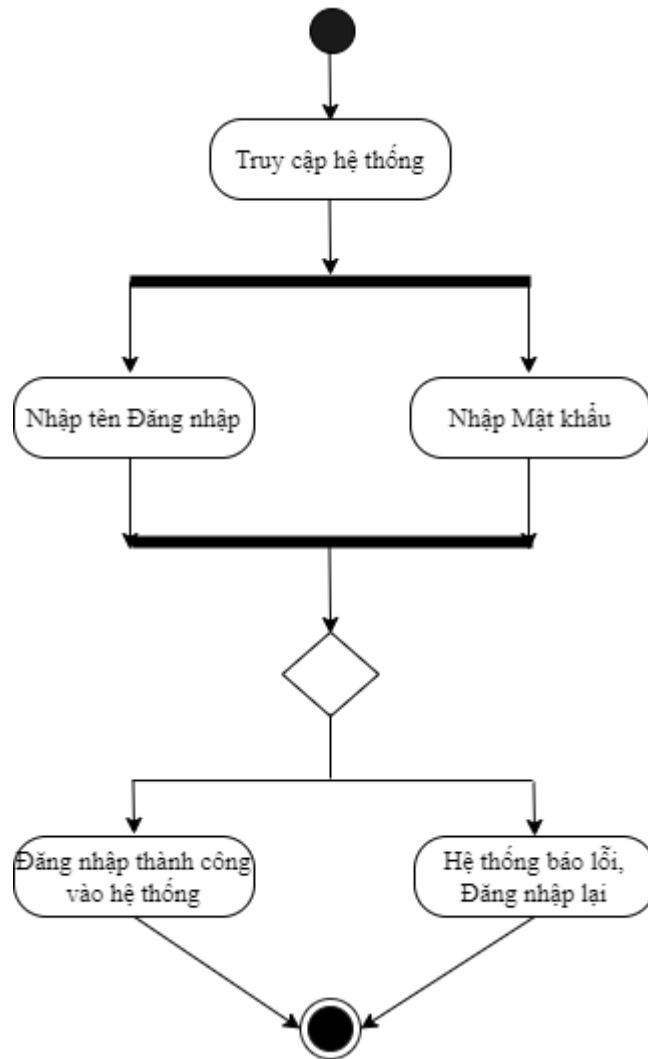 Truy cập hệ thống
Nhập tên Đăng nhập
Nhập Mật khẩu
Đăng nhập thành công
vào hệ thống
Hệ thống báo lỗi,
Đăng nhập lại